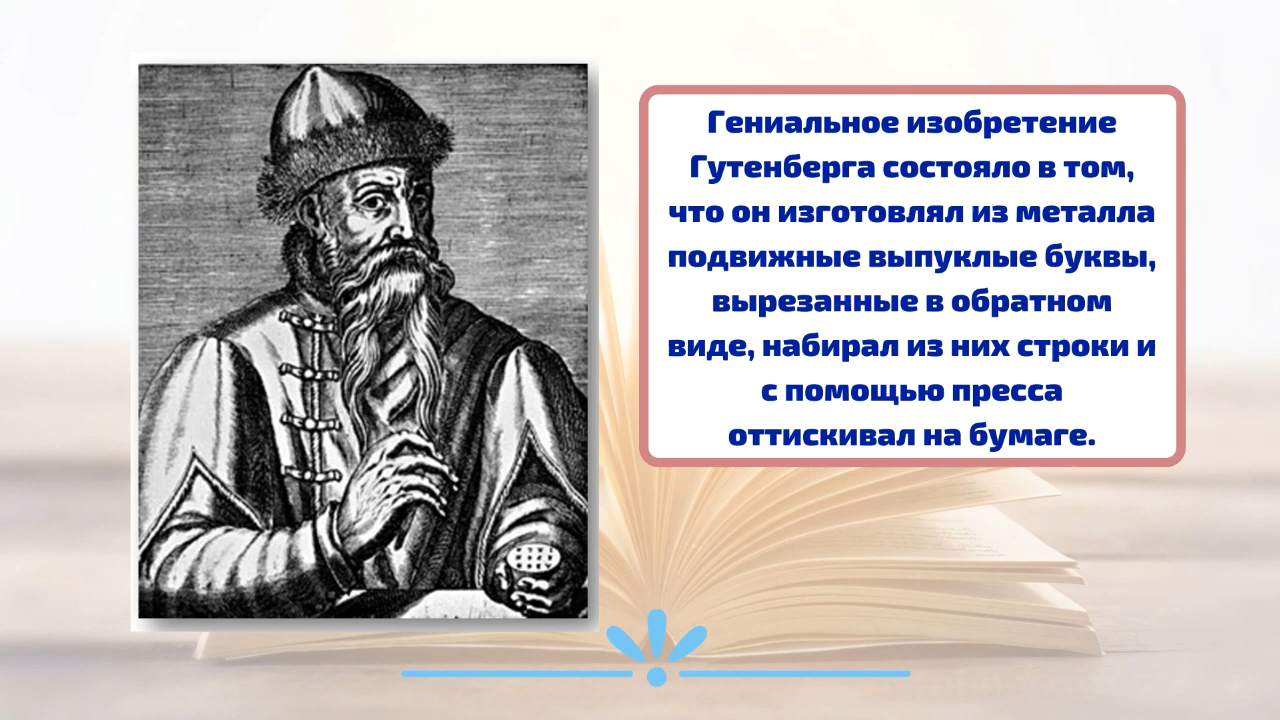 Гениальное изобретение
Гутенберга состояло в том,
что он изготовлял из металла
подвижные выпуклые буквы,
вырезанные в обратном
виде, набирал из них строки и
с помощью пресса
оттискивал на бумаге.